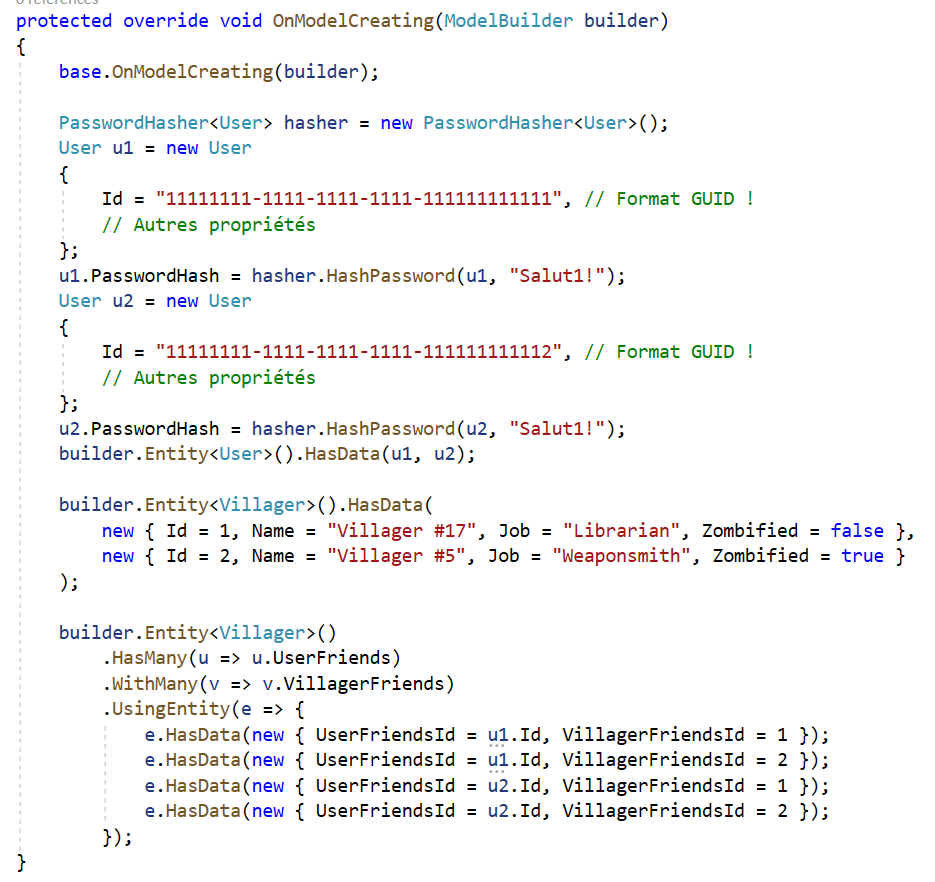 0 references
protected override void OnModelCreating(ModelBuilder builder)
{
    base.OnModelCreating(builder);

    PasswordHasher<User> hasher = new PasswordHasher<User>();
    User u1 = new User
    {
        Id = "11111111-1111-1111-1111-111111111111", // Format GUID !
        // Autres propriétés
    };
    u1.PasswordHash = hasher.HashPassword(u1, "Salut1!");
    User u2 = new User
    {
        Id = "11111111-1111-1111-1111-111111111112", // Format GUID !
        // Autres propriétés
    };
    u2.PasswordHash = hasher.HashPassword(u2, "Salut1!");
    builder.Entity<User>().HasData(u1, u2);

    builder.Entity<Villager>().HasData(
        new { Id = 1, Name = "Villager #17", Job = "Librarian", Zombified = false },
        new { Id = 2, Name = "Villager #5", Job = "Weaponsmith", Zombified = true }
    );

    builder.Entity<Villager>()
        .HasMany(u => u.UserFriends)
        .WithMany(v => v.VillagerFriends)
        .UsingEntity(e => {
            e.HasData(new { UserFriendsId = u1.Id, VillagerFriendsId = 1 });
            e.HasData(new { UserFriendsId = u1.Id, VillagerFriendsId = 2 });
            e.HasData(new { UserFriendsId = u2.Id, VillagerFriendsId = 1 });
            e.HasData(new { UserFriendsId = u2.Id, VillagerFriendsId = 2 });
        });
}